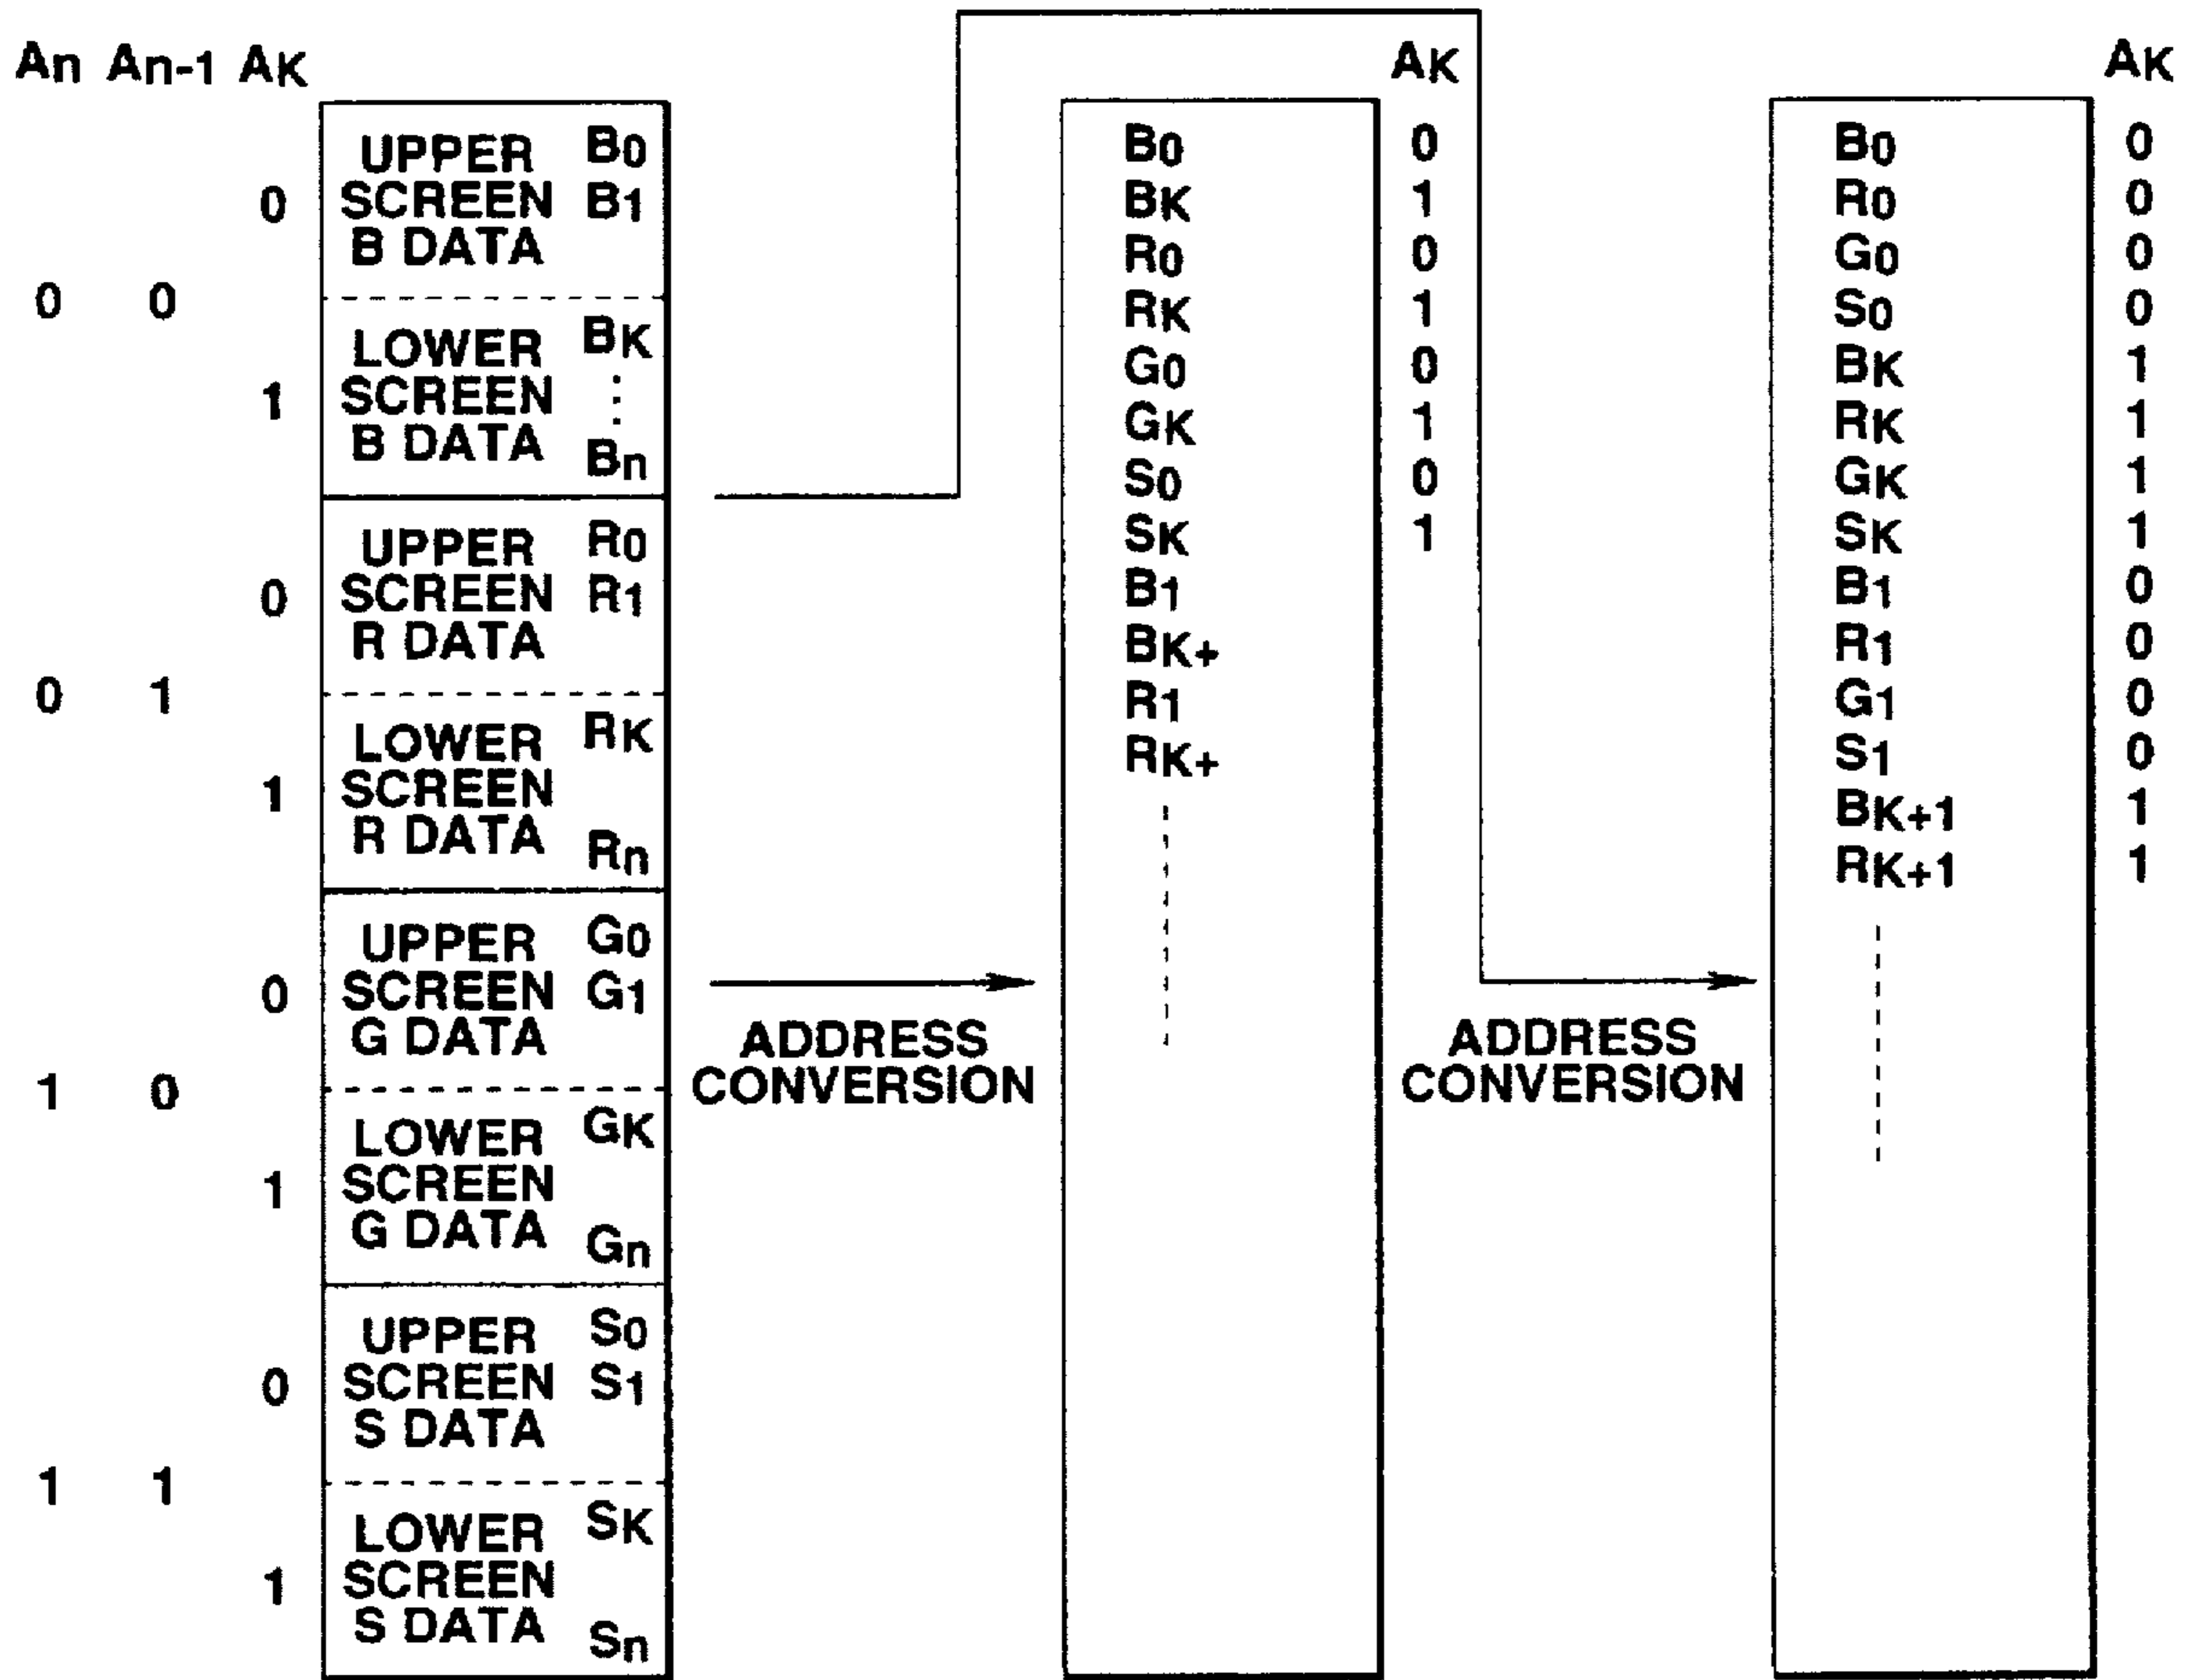 An An-1 AK
0 0
0
UPPER B0
SCREEN B1
B DATA
1
LOWER BK
SCREEN
B DATA Bn
0 1
0
UPPER R0
SCREEN R1
R DATA
1
LOWER RK
SCREEN
R DATA Rn
1 0
0
UPPER G0
SCREEN G1
G DATA
1
LOWER GK
SCREEN
G DATA Gn
1 1
0
UPPER S0
SCREEN S1
S DATA
1
LOWER SK
SCREEN
S DATA Sn
ADDRESS
CONVERSION
AK
B0 0
BK 1
R0 0
RK 1
G0 0
GK 1
S0 0
SK 1
B1
BK+
R1
RK+
ADDRESS
CONVERSION
AK
B0 0
R0 0
G0 0
S0 0
BK 1
RK 1
GK 1
SK 1
B1 0
R1 0
G1 0
S1 0
BK+1 1
RK+1 1